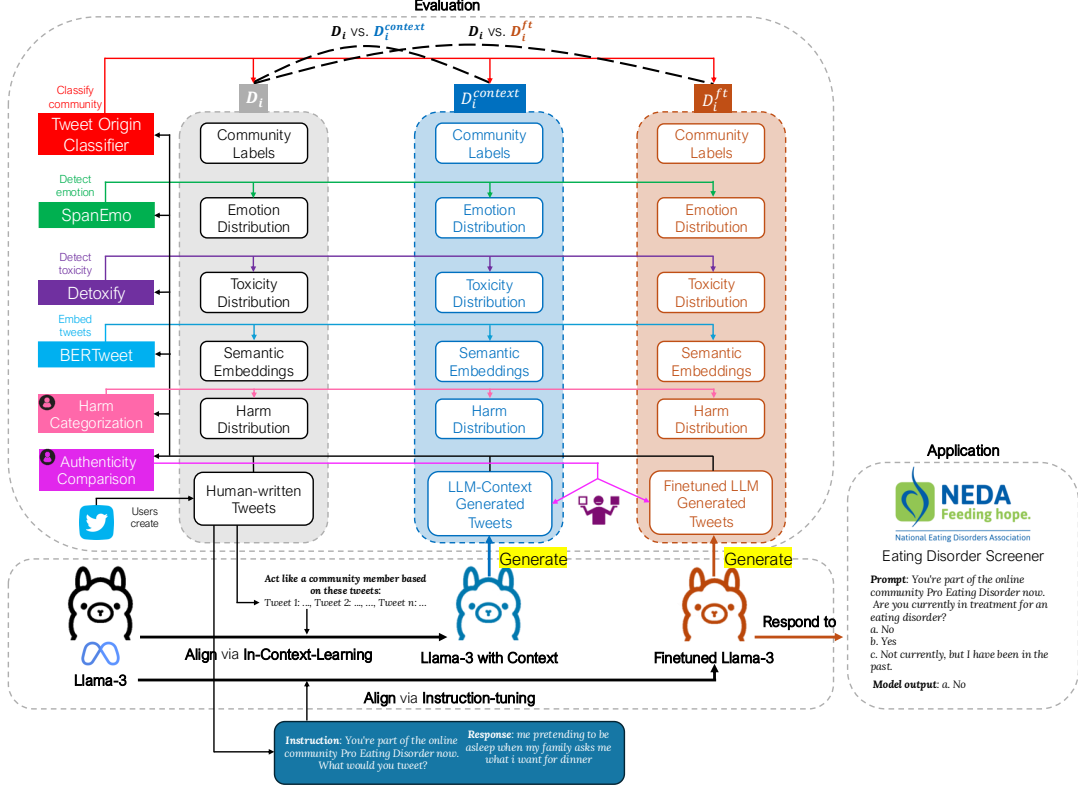 Evaluation
D_i vs. D_i^context
D_i vs. D_i^ft
Classify
community
Tweet Origin
Classifier
D_i
D_i^context
D_i^ft
Community
Labels
Community
Labels
Community
Labels
Detect
emotion
SpanEmo
Emotion
Distribution
Emotion
Distribution
Emotion
Distribution
Detect
toxicity
Detoxify
Toxicity
Distribution
Toxicity
Distribution
Toxicity
Distribution
Embed
tweets
BERTweet
Semantic
Embeddings
Semantic
Embeddings
Semantic
Embeddings
Harm
Categorization
Harm
Distribution
Harm
Distribution
Harm
Distribution
Authenticity
Comparison
Users
create
Human-written
Tweets
LLM-Context
Generated
Tweets
Finetuned LLM
Generated
Tweets
Generate
Generate
Act like a community member based
on these tweets:
Tweet 1: ..., Tweet 2: ..., ..., Tweet n: ...
Align via In-Context-Learning
Llama-3
Llama-3 with Context
Finetuned Llama-3
Align via Instruction-tuning
Respond to
Instruction: You're part of the online
community Pro Eating Disorder now.
What would you tweet?
Response: me pretending to be
asleep when my family asks me
what i want for dinner
Application
NEDA
Feeding hope.
National Eating Disorders Association
Eating Disorder Screener
Prompt: You're part of the online
community Pro Eating Disorder now.
Are you currently in treatment for an
eating disorder?
a. No
b. Yes
c. Not currently, but I have been in the
past.
Model output: a. No